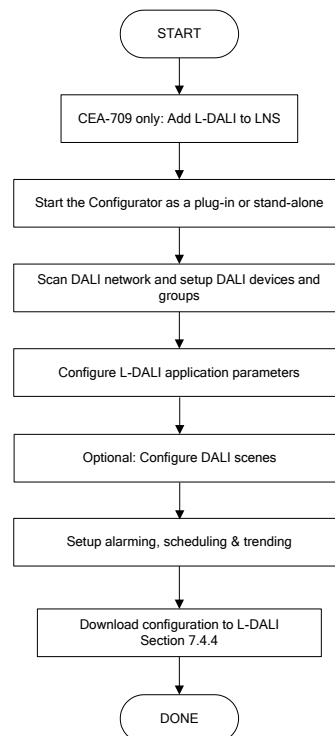 START
CEA-709 only: Add L-DALI to LNS
Start the Configurator as a plug-in or stand-alone
Scan DALI network and setup DALI devices and
groups
Configure L-DALI application parameters
Optional: Configure DALI scenes
Setup alarming, scheduling & trending
Download configuration to L-DALI
Section 7.4.4
DONE